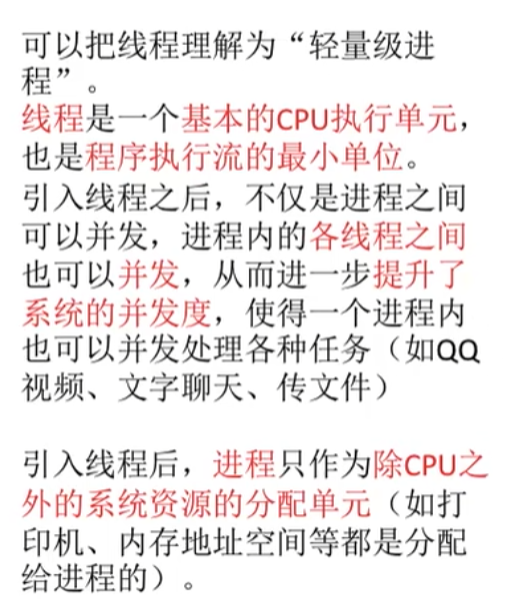 可以把线程理解为“轻量级进
程”。
线程是一个基本的CPU执行单元，
也是程序执行流的最小单位。
引入线程之后，不仅是进程之间
可以并发，进程内的各线程之间
也可以并发，从而进一步提升了
系统的并发度，使得一个进程内
也可以并发处理各种任务（如QQ
视频、文字聊天、传文件）
引入线程后，进程只作为除CPU之
外的系统资源的分配单元（如打
印机、内存地址空间等都是分配
给进程的）。